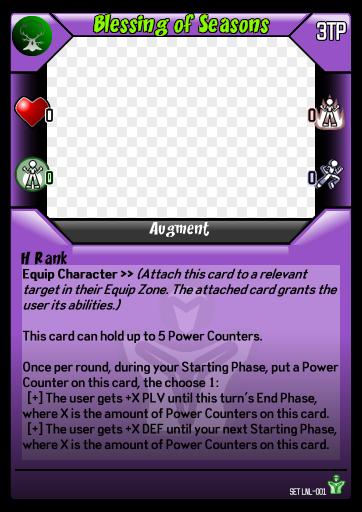 Blessing of Seasons
3TP
0
0
0
0
Augment
H Rank
Equip Character >> (Attach this card to a relevant
target in their Equip Zone. The attached card grants the
user its abilities.)
This card can hold up to 5 Power Counters.
Once per round, during your Starting Phase, put a Power
Counter on this card, the choose 1:
[+] The user gets +X PLV until this turn's End Phase,
where X is the amount of Power Counters on this card.
[+] The user gets +X DEF until your next Starting Phase,
where X is the amount of Power Counters on this card.
SET LNL-001